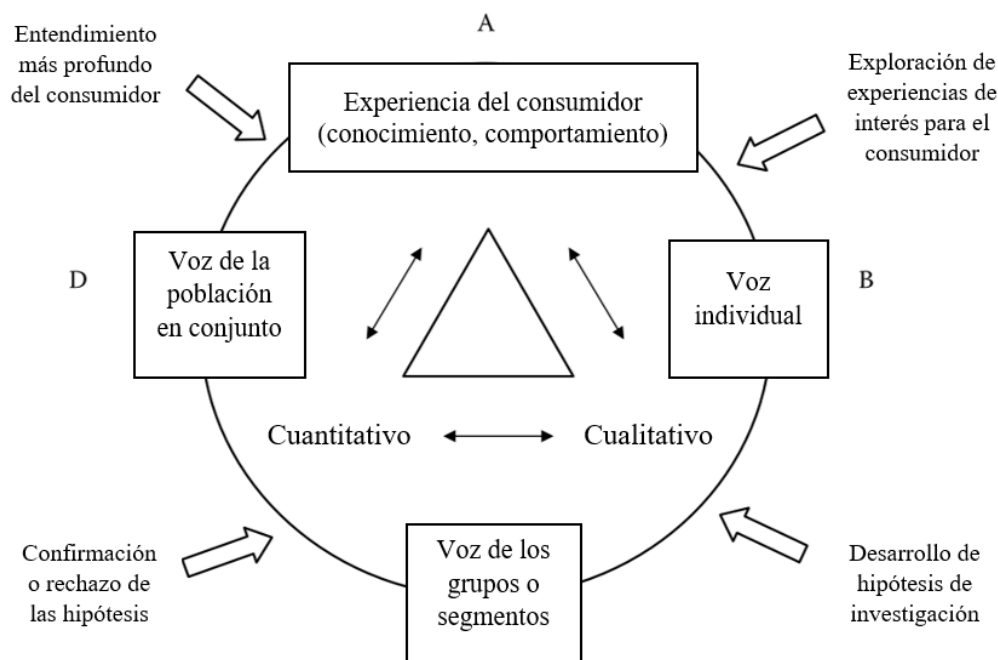 A
Entendimiento
más profundo
del consumidor
Experiencia del consumidor
(conocimiento, comportamiento)
Exploración de
experiencias de
interés para el
consumidor
D
Voz de la
población
en conjunto
Voz
individual
B
Cuantitativo
Cualitativo
Confirmación
o rechazo de
las hipótesis
Voz de los
grupos o
segmentos
Desarrollo de
hipótesis de
investigación